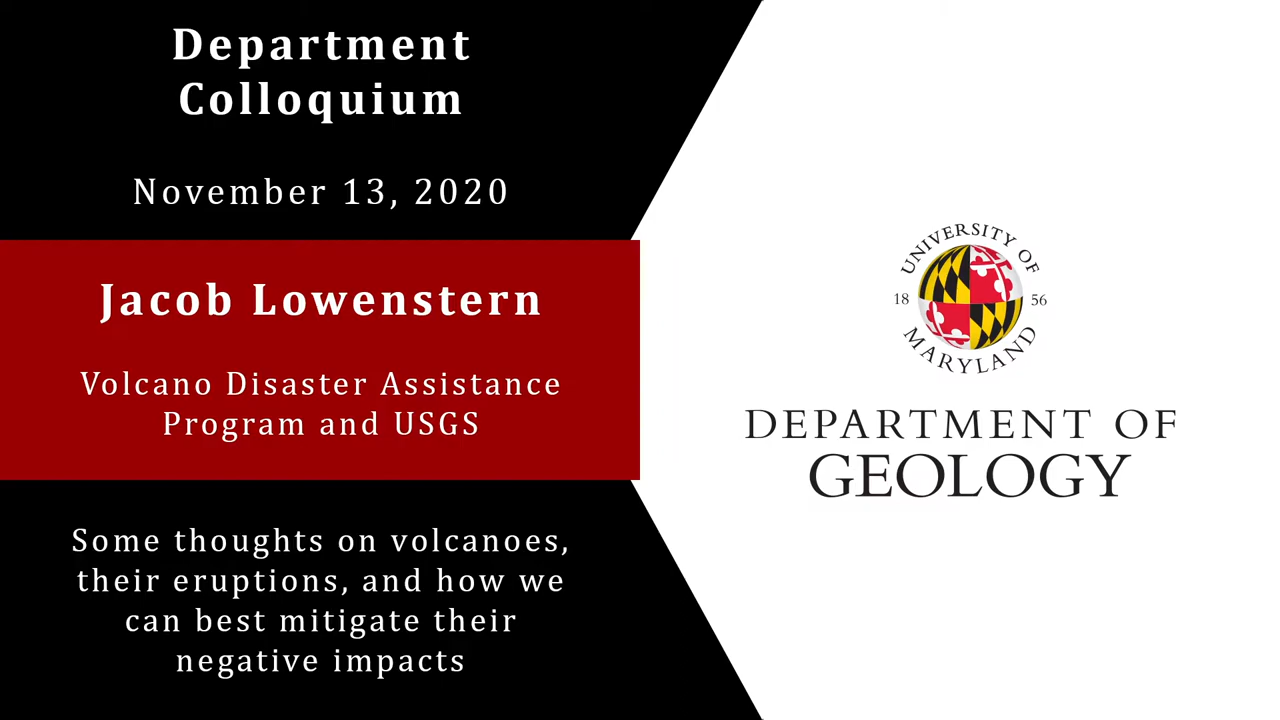 Department
Colloquium
November 13, 2020
Jacob Lowenstern
Volcano Disaster Assistance
Program and USGS
Some thoughts on volcanoes,
their eruptions, and how we
can best mitigate their
negative impacts
UNIVERSITY OF
18 56
MARYLAND
DEPARTMENT OF
GEOLOGY